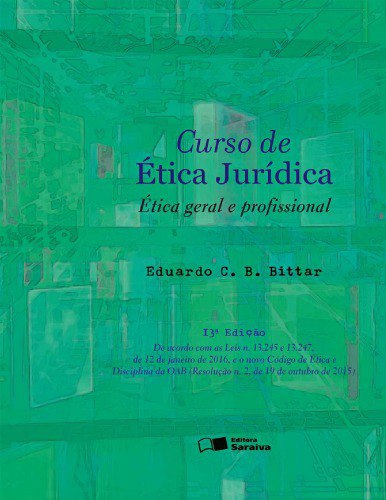 Curso de
Ética Jurídica
Ética geral e profissional
Eduardo C. B. Bittar
13ª Edição
De acordo com as Leis n. 13.245 e 13.247,
de 12 de janeiro de 2016, e o novo Código de Ética e
Disciplina da OAB (Resolução n. 2, de 19 de outubro de 2015)
Editora
Saraiva